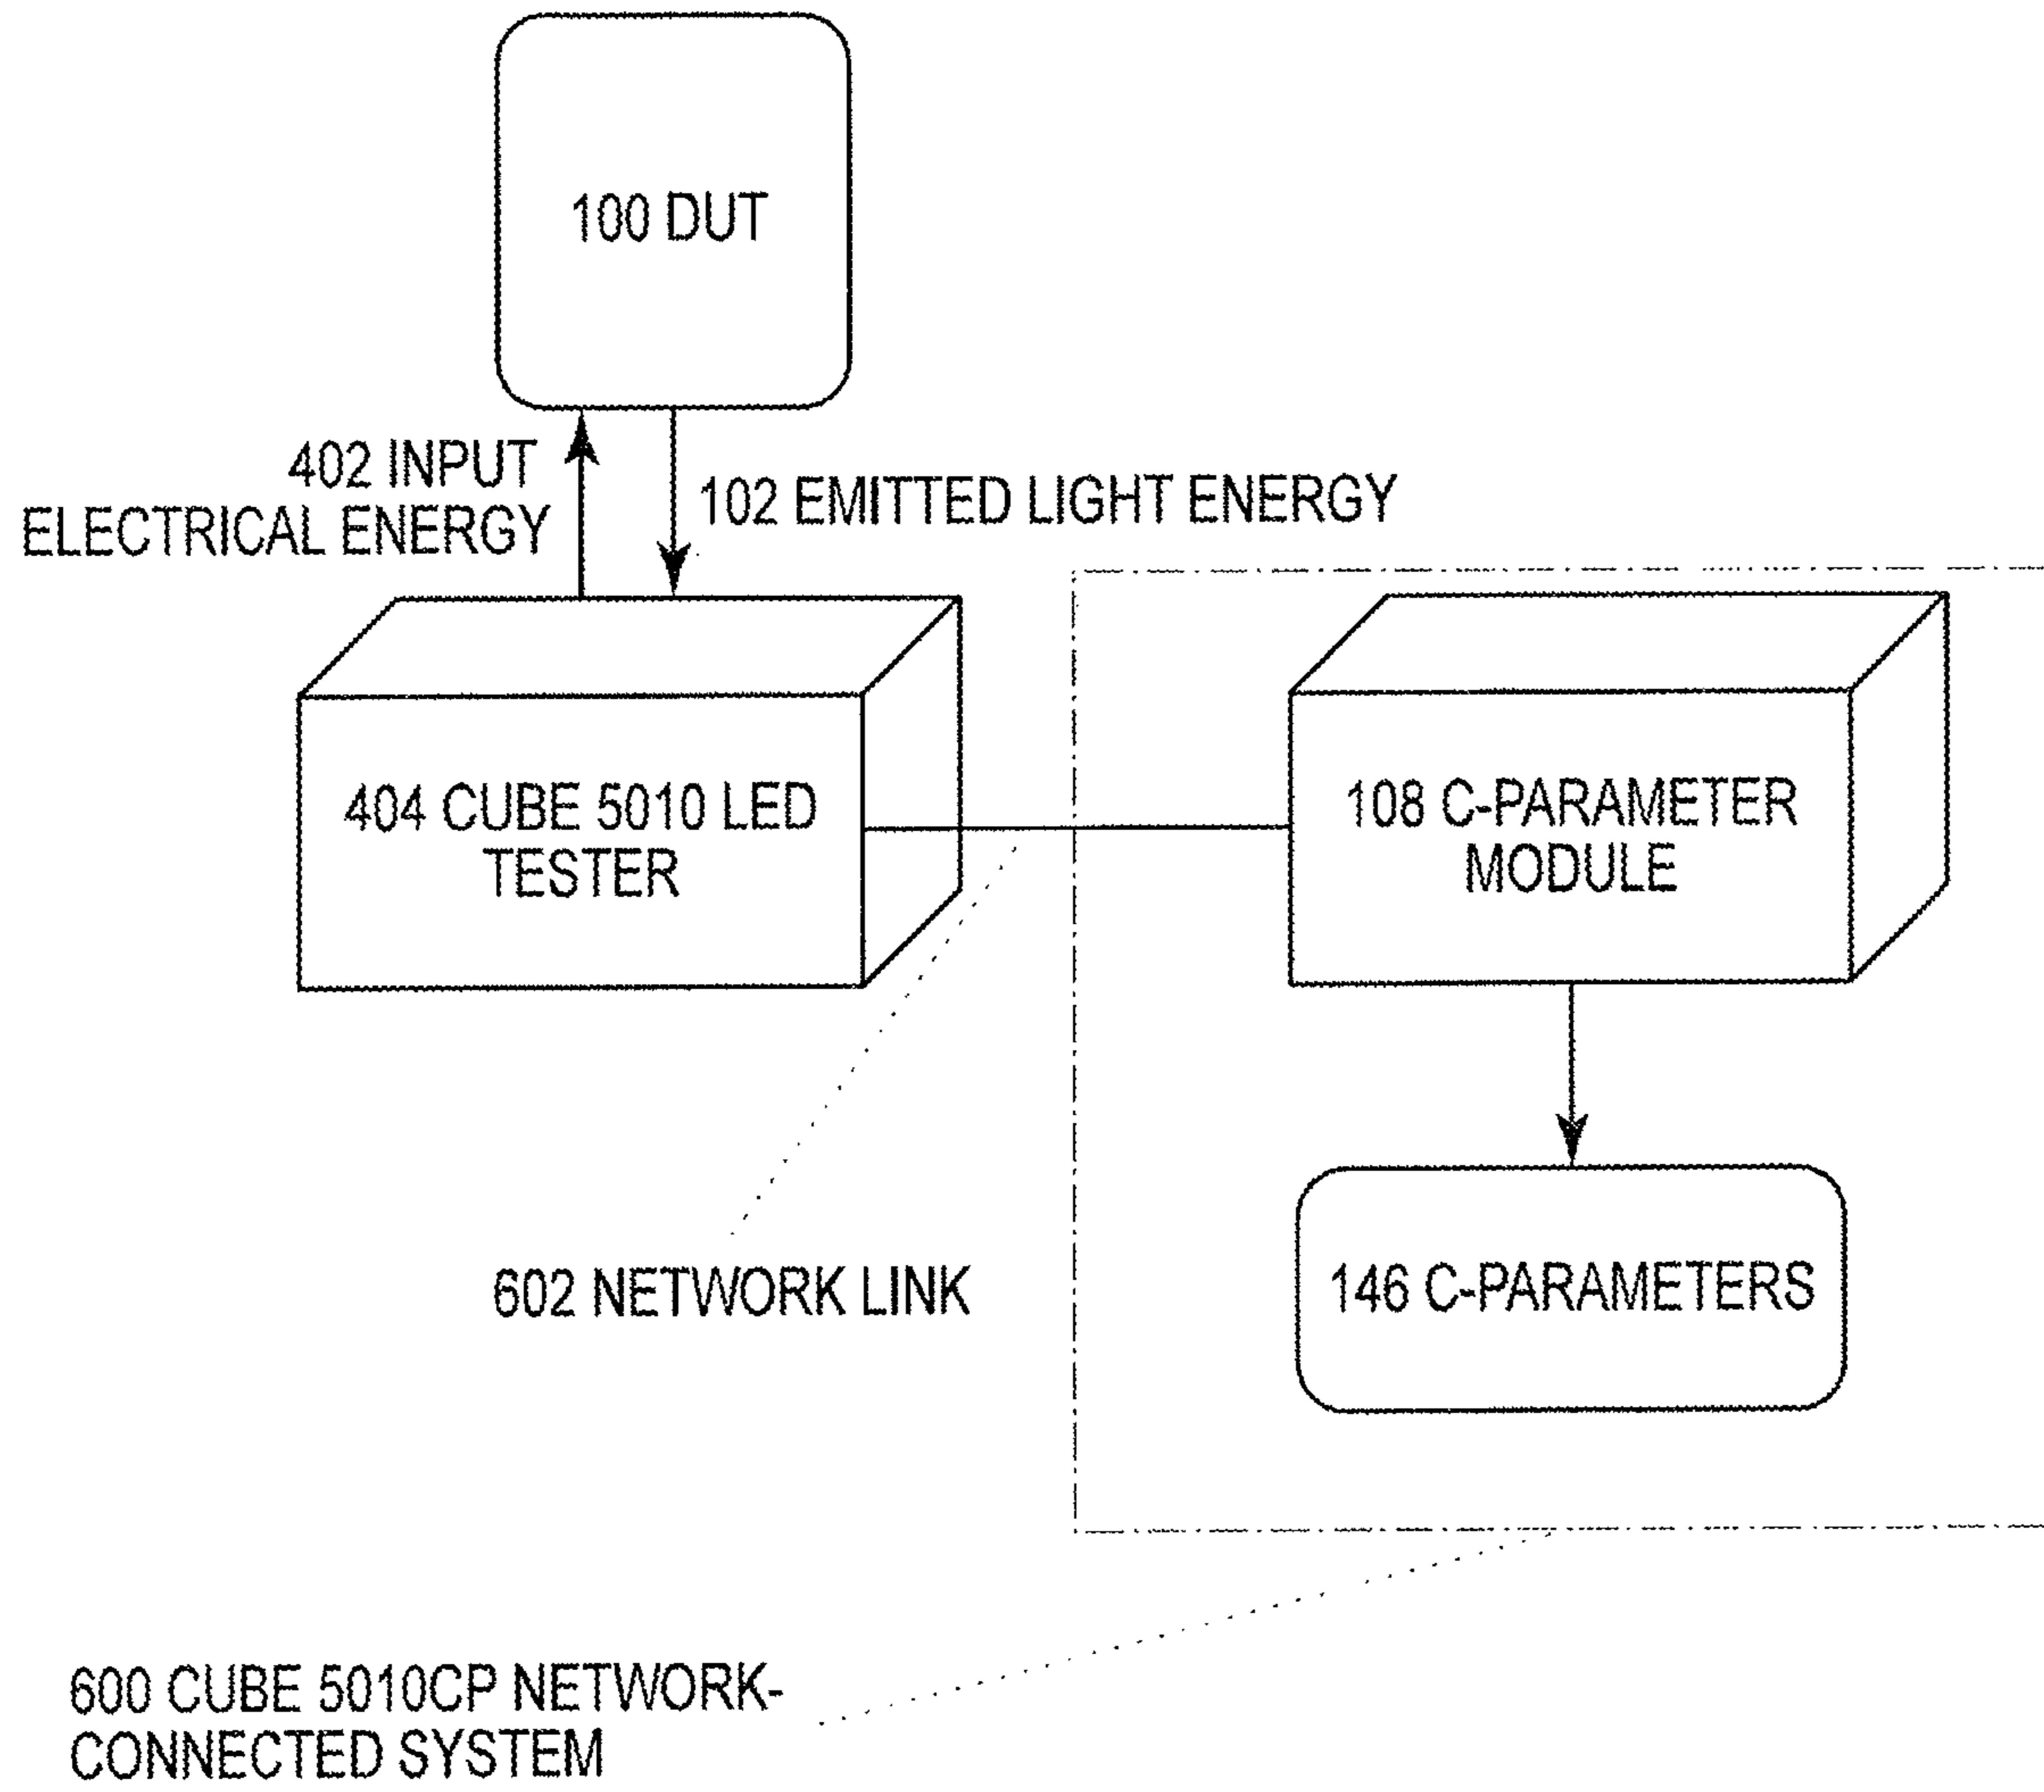 100 DUT
402 INPUT
ELECTRICAL ENERGY
102 EMITTED LIGHT ENERGY
404 CUBE 5010 LED
TESTER
108 C-PARAMETER
MODULE
602 NETWORK LINK
146 C-PARAMETERS
600 CUBE 5010CP NETWORK-
CONNECTED SYSTEM